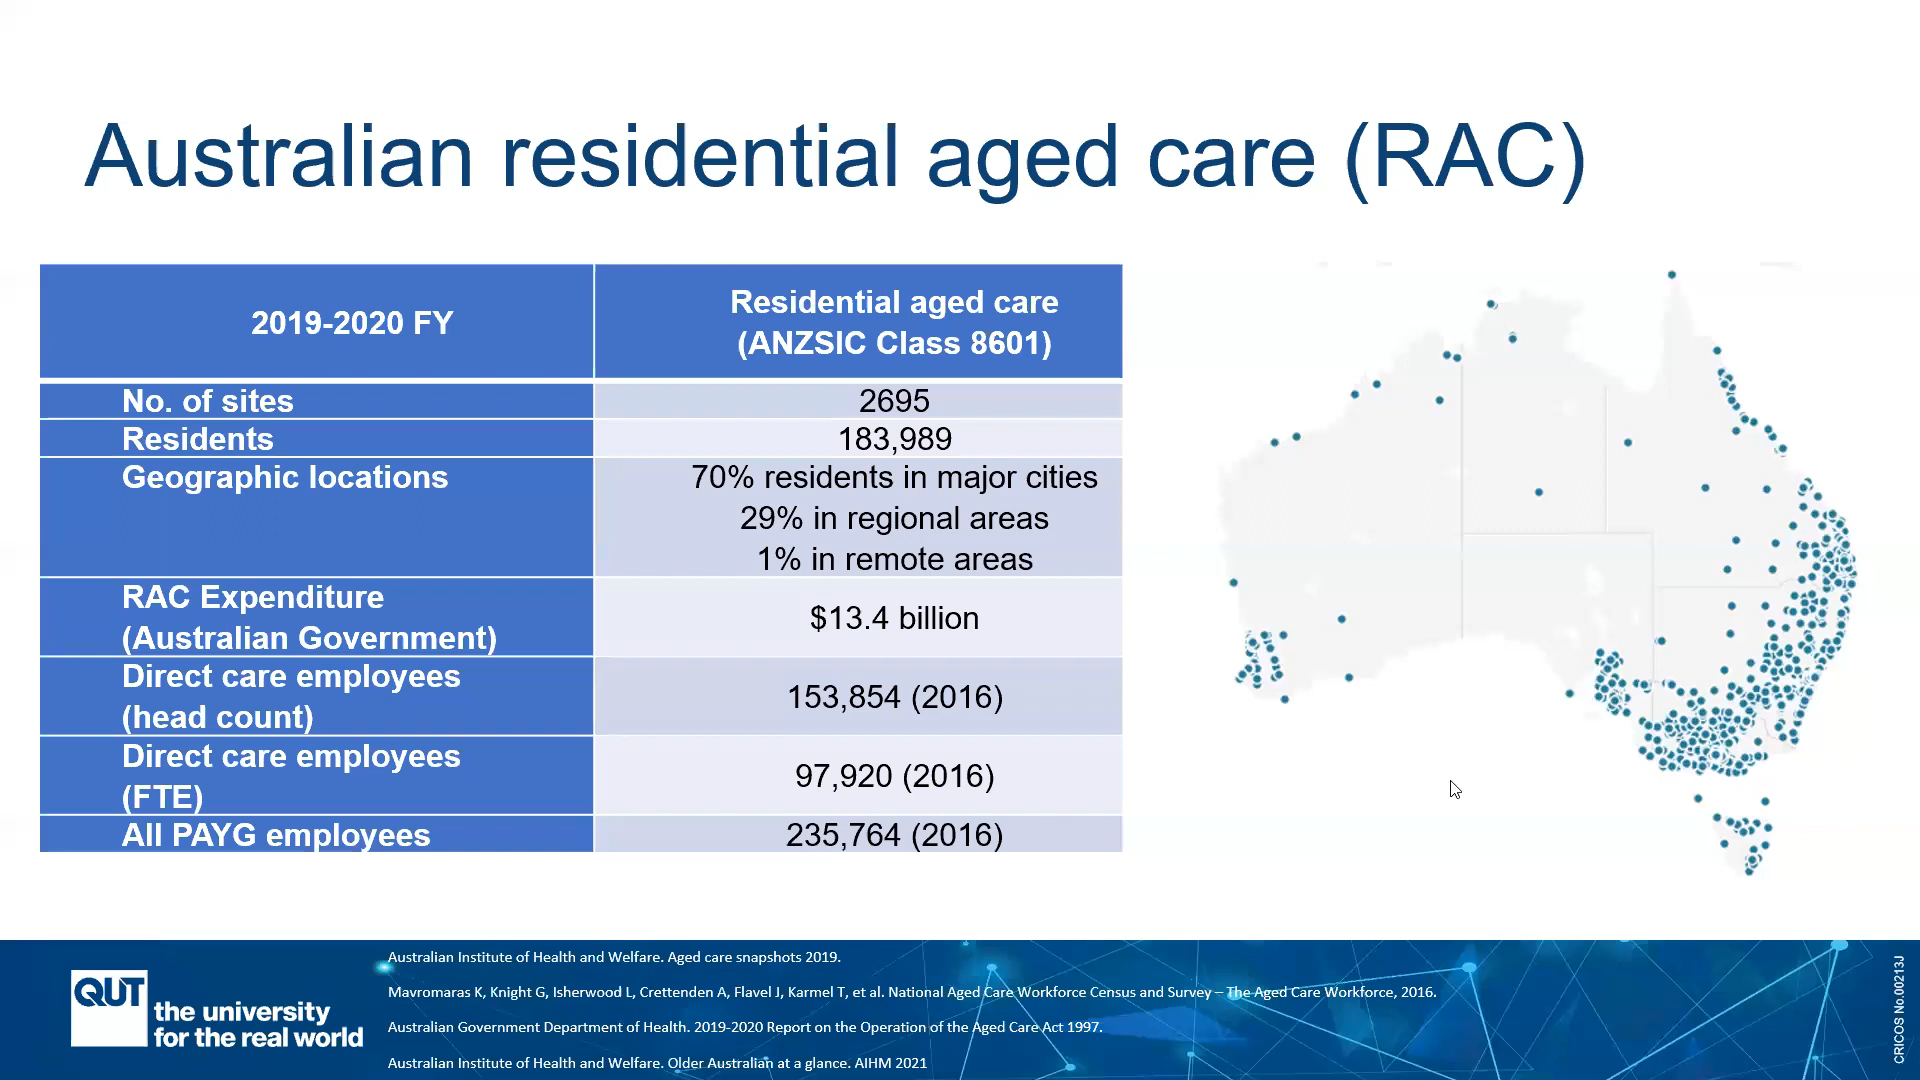 Australian residential aged care (RAC)
2019-2020 FY
Residential aged care
(ANZSIC Class 8601)
No. of sites
2695
Residents
183,989
Geographic locations
70% residents in major cities
29% in regional areas
1% in remote areas
RAC Expenditure
(Australian Government)
$13.4 billion
Direct care employees
(head count)
153,854 (2016)
Direct care employees
(FTE)
97,920 (2016)
All PAYG employees
235,764 (2016)
QUT
the university
for the real world
Australian Institute of Health and Welfare. Aged care snapshots 2019.
Mavromaras K, Knight G, Isherwood L, Crettenden A, Flavel J, Karmel T, et al. National Aged Care Workforce Census and Survey – The Aged Care Workforce, 2016.
Australian Government Department of Health. 2019-2020 Report on the Operation of the Aged Care Act 1997.
Australian Institute of Health and Welfare. Older Australian at a glance. AIHM 2021
CRICOS No.00213J